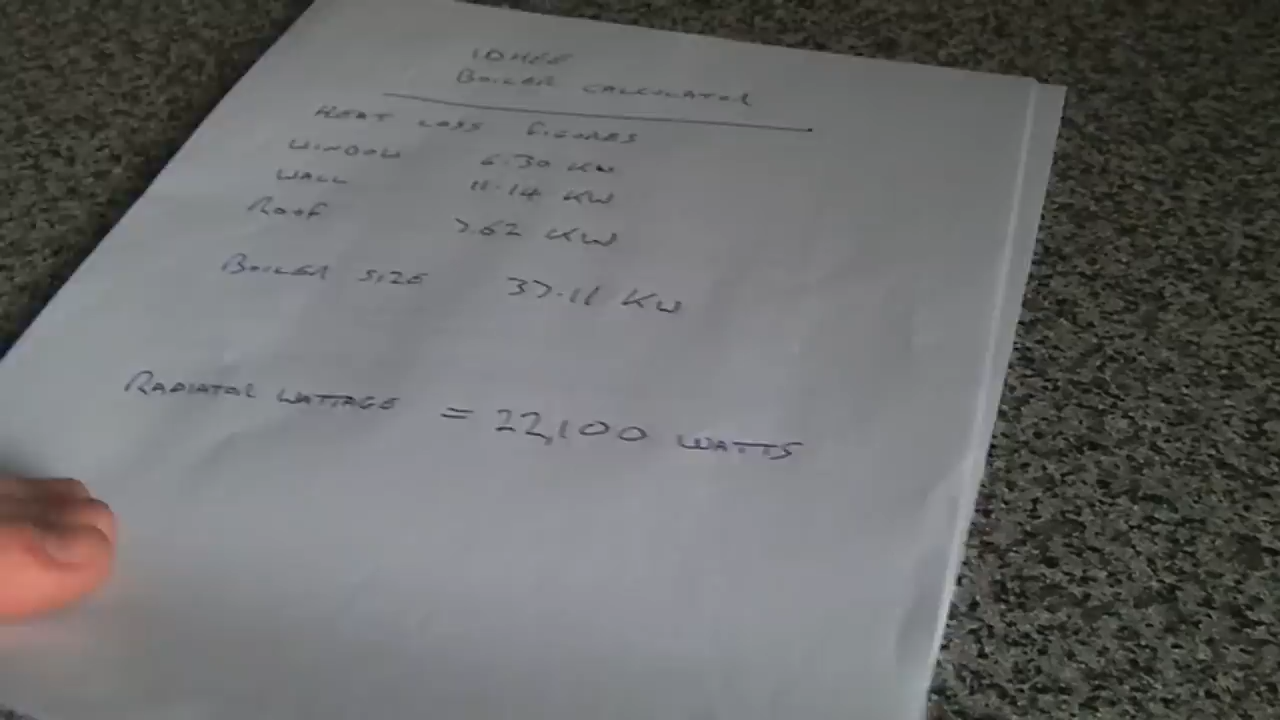 IDHEE
BOILER CALCULATOR
HEAT LOSS FIGURES
WINDOW 6.30 KW
WALL 11.14 KW
ROOF 7.62 KW
BOILER SIZE 37.11 KW
RADIATOR WATTAGE = 22,100 WATTS